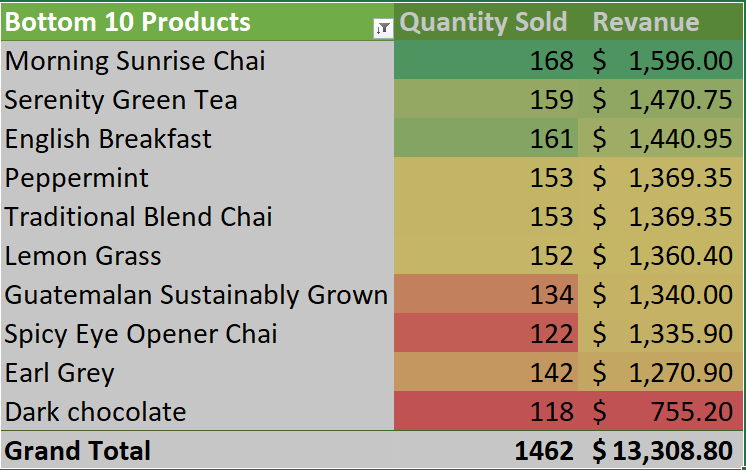 Bottom 10 Products Quantity Sold Revanue
Morning Sunrise Chai 168 $ 1,596.00
Serenity Green Tea 159 $ 1,470.75
English Breakfast 161 $ 1,440.95
Peppermint 153 $ 1,369.35
Traditional Blend Chai 153 $ 1,369.35
Lemon Grass 152 $ 1,360.40
Guatemalan Sustainably Grown 134 $ 1,340.00
Spicy Eye Opener Chai 122 $ 1,335.90
Earl Grey 142 $ 1,270.90
Dark chocolate 118 $ 755.20
Grand Total 1462 $ 13,308.80